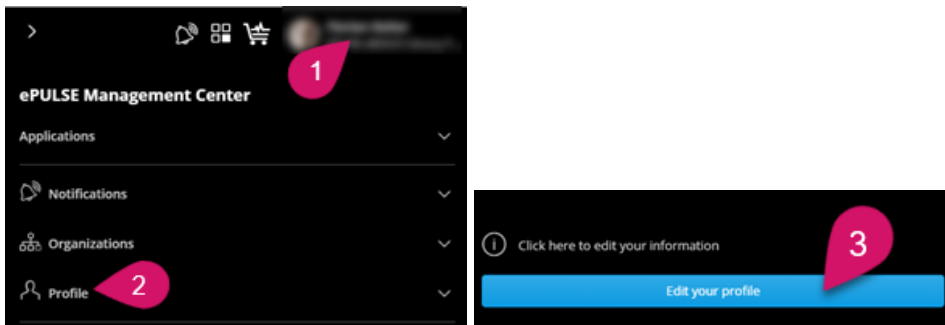 1
ePULSE Management Center
Applications
Notifications
Organizations
Profile 2
Click here to edit your information
3
Edit your profile